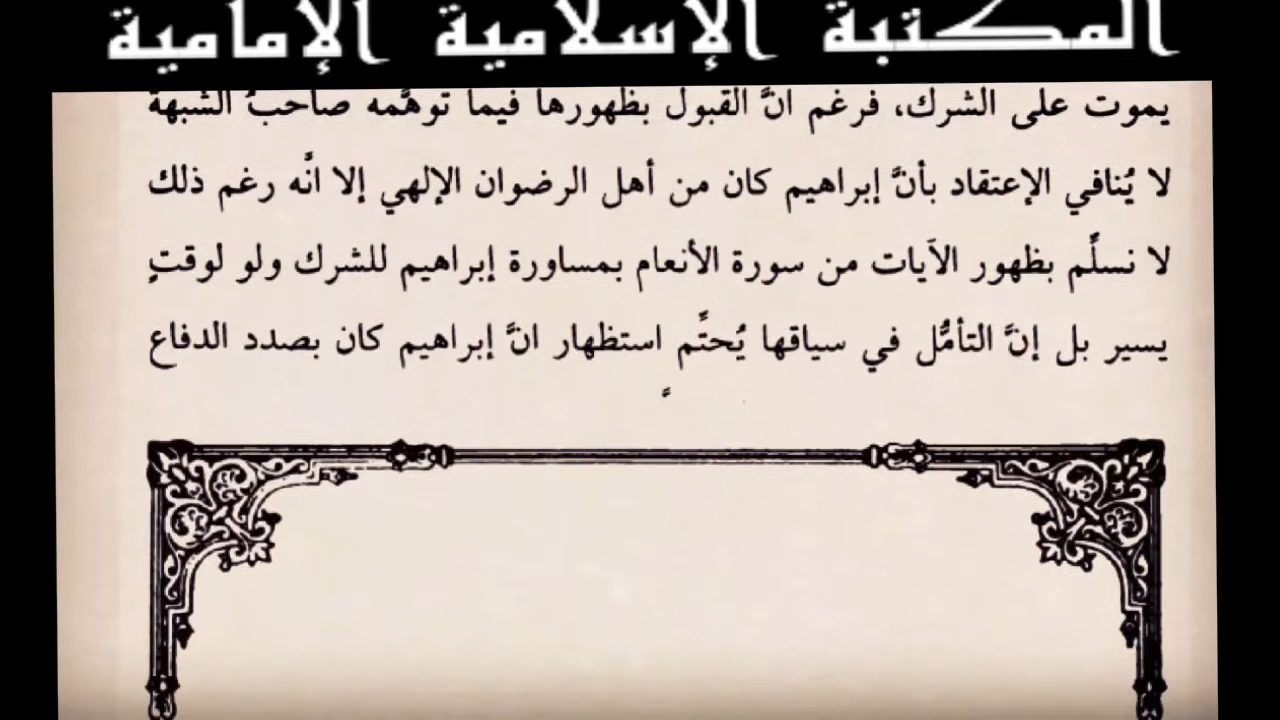 المكتبة الإسلامية الإمامية
يموت على الشرك، فرغم انَّ القبول بظهورها فيما توهَّمه صاحبُ الشبهة
لا يُنافي الإعتقاد بأنَّ إبراهيم كان من أهل الرضوان الإلهي إلا انَّه رغم ذلك
لا نسلِّم بظهور الآيات من سورة الأنعام بمساورة إبراهيم للشرك ولو لوقتٍ
يسير بل إنَّ التأمُّل في سياقها يُحتِّم استظهار انَّ إبراهيم كان بصدد الدفاع